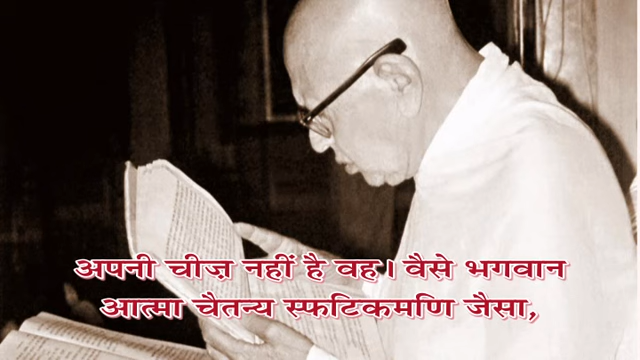 अपनी चीज़ नहीं है वह। वैसे भगवान
आत्मा चैतन्य स्फटिकमणि जैसा,